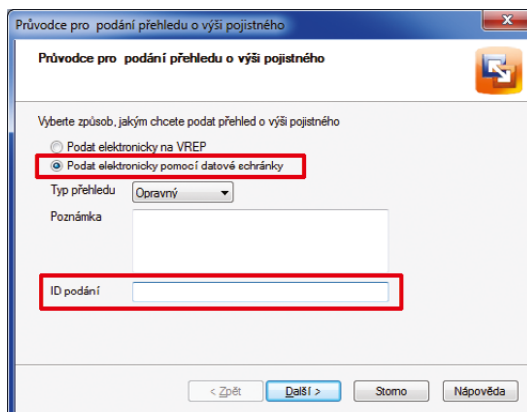 Průvodce pro podání přehledu o výši pojistného
Průvodce pro podání přehledu o výši pojistného
Vyberte způsob, jakým chcete podat přehled o výši pojistného
Podat elektronicky na VREP
Podat elektronicky pomocí datové schránky
Typ přehledu Opravný
Poznámka
ID podání
< Zpět Další > Storno Nápověda